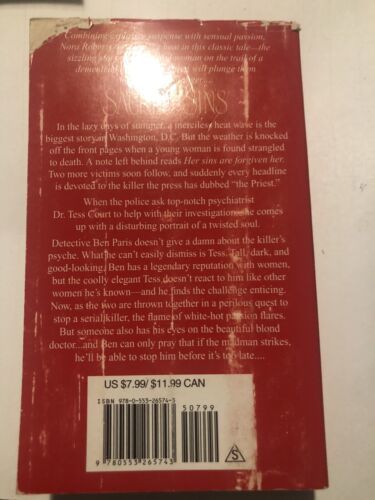 Combining explosive suspense with sensual passion,
Nora Roberts in this classic tale—the
sizzling story woman on the trail of a
demented will plunge them
SACRED SINS
In the lazy days of summer, a merciless heat wave is the
biggest story in Washington, D.C. But the weather is knocked
off the front pages when a young woman is found strangled
to death. A note left behind reads Her sins are forgiven her.
Two more victims soon follow, and suddenly every headline
is devoted to the killer the press has dubbed “the Priest.”
When the police ask top-notch psychiatrist
Dr. Tess Court to help with their investigation, she comes
up with a disturbing portrait of a twisted soul.
Detective Ben Paris doesn't give a damn about the killer's
psyche. What he can't easily dismiss is Tess. Tall, dark, and
good-looking, Ben has a legendary reputation with women,
but the coolly elegant Tess doesn't react to him like other
women he's known—and he finds the challenge enticing.
Now, as the two are thrown together in a perilous quest to
stop a serial killer, the flame of white-hot passion flares.
But someone also has his eyes on the beautiful blond
doctor...and Ben can only pray that if the madman strikes,
he'll be able to stop him before it's too late....
US $7.99/ $11.99 CAN
ISBN 978-0-553-26574-3
50799
9 780553 265743
S